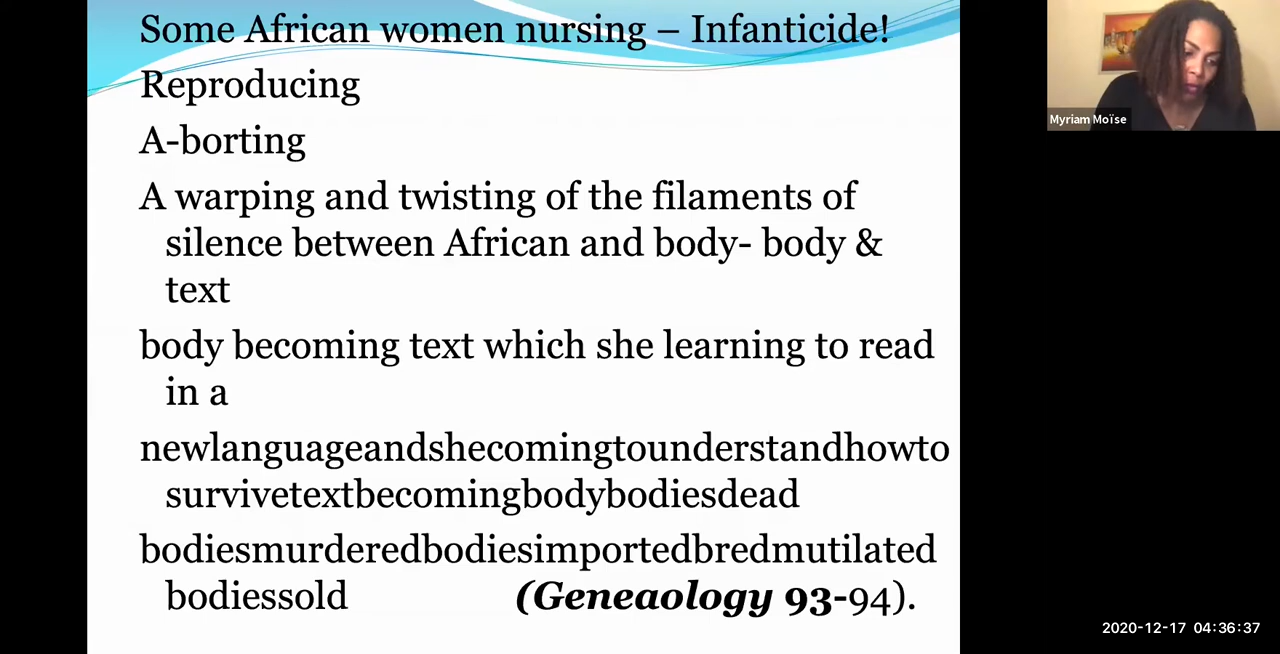 Some African women nursing – Infanticide!
Reproducing
A-borting
A warping and twisting of the filaments of
silence between African and body- body &
text
body becoming text which she learning to read
in a
newlanguageandshecomingtounderstandhowto
survivetextbecomingbodybodiesdead
bodiesmurderedbodiesimportedbredmutilated
bodiessold (Geneaology 93-94).
Myriam Moïse
2020-12-17 04:36:37